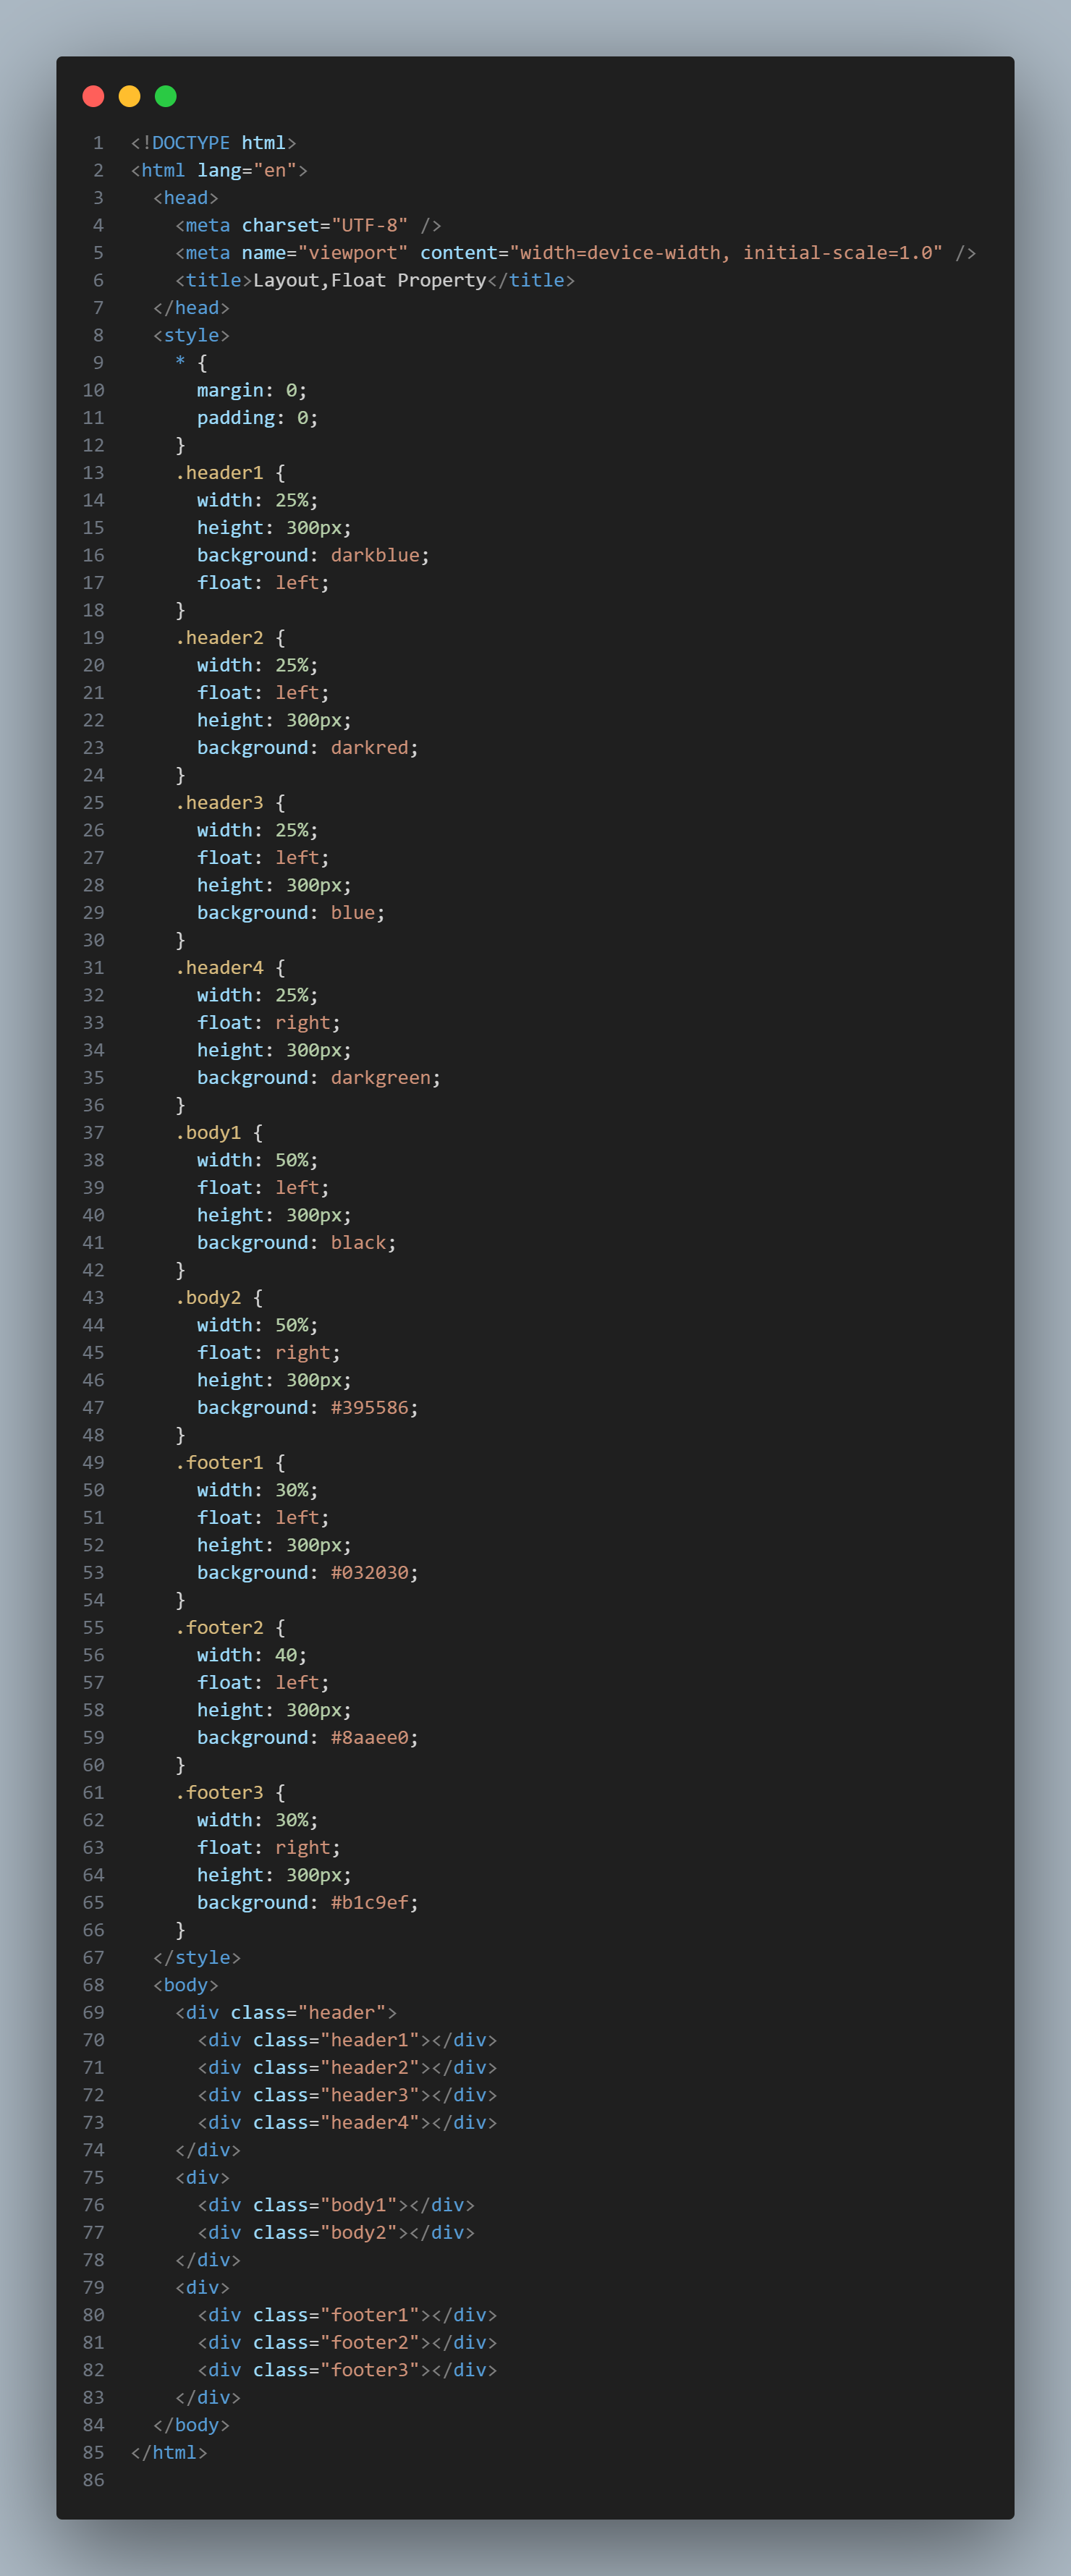 1 <!DOCTYPE html>
2 <html lang="en">
3   <head>
4     <meta charset="UTF-8" />
5     <meta name="viewport" content="width=device-width, initial-scale=1.0" />
6     <title>Layout,Float Property</title>
7   </head>
8   <style>
9     * {
10       margin: 0;
11       padding: 0;
12     }
13     .header1 {
14       width: 25%;
15       height: 300px;
16       background: darkblue;
17       float: left;
18     }
19     .header2 {
20       width: 25%;
21       float: left;
22       height: 300px;
23       background: darkred;
24     }
25     .header3 {
26       width: 25%;
27       float: left;
28       height: 300px;
29       background: blue;
30     }
31     .header4 {
32       width: 25%;
33       float: right;
34       height: 300px;
35       background: darkgreen;
36     }
37     .body1 {
38       width: 50%;
39       float: left;
40       height: 300px;
41       background: black;
42     }
43     .body2 {
44       width: 50%;
45       float: right;
46       height: 300px;
47       background: #395586;
48     }
49     .footer1 {
50       width: 30%;
51       float: left;
52       height: 300px;
53       background: #032030;
54     }
55     .footer2 {
56       width: 40;
57       float: left;
58       height: 300px;
59       background: #8aaee0;
60     }
61     .footer3 {
62       width: 30%;
63       float: right;
64       height: 300px;
65       background: #b1c9ef;
66     }
67   </style>
68   <body>
69     <div class="header">
70       <div class="header1"></div>
71       <div class="header2"></div>
72       <div class="header3"></div>
73       <div class="header4"></div>
74     </div>
75     <div>
76       <div class="body1"></div>
77       <div class="body2"></div>
78     </div>
79     <div>
80       <div class="footer1"></div>
81       <div class="footer2"></div>
82       <div class="footer3"></div>
83     </div>
84   </body>
85 </html>
86